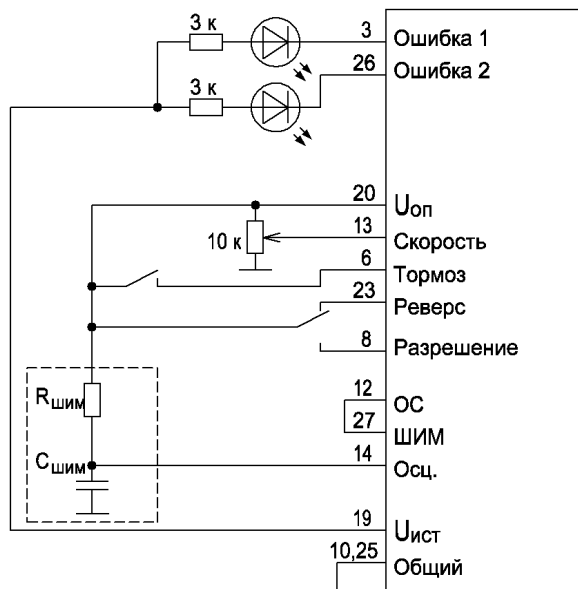 3 к
3
Ошибка 1
3 к
26
Ошибка 2
20
Uоп
10 к
13
Скорость
6
Тормоз
23
Реверс
8
Разрешение
Rшим
12
ОС
27
ШИМ
Cшим
14
Осц.
19
Uист
10,25
Общий